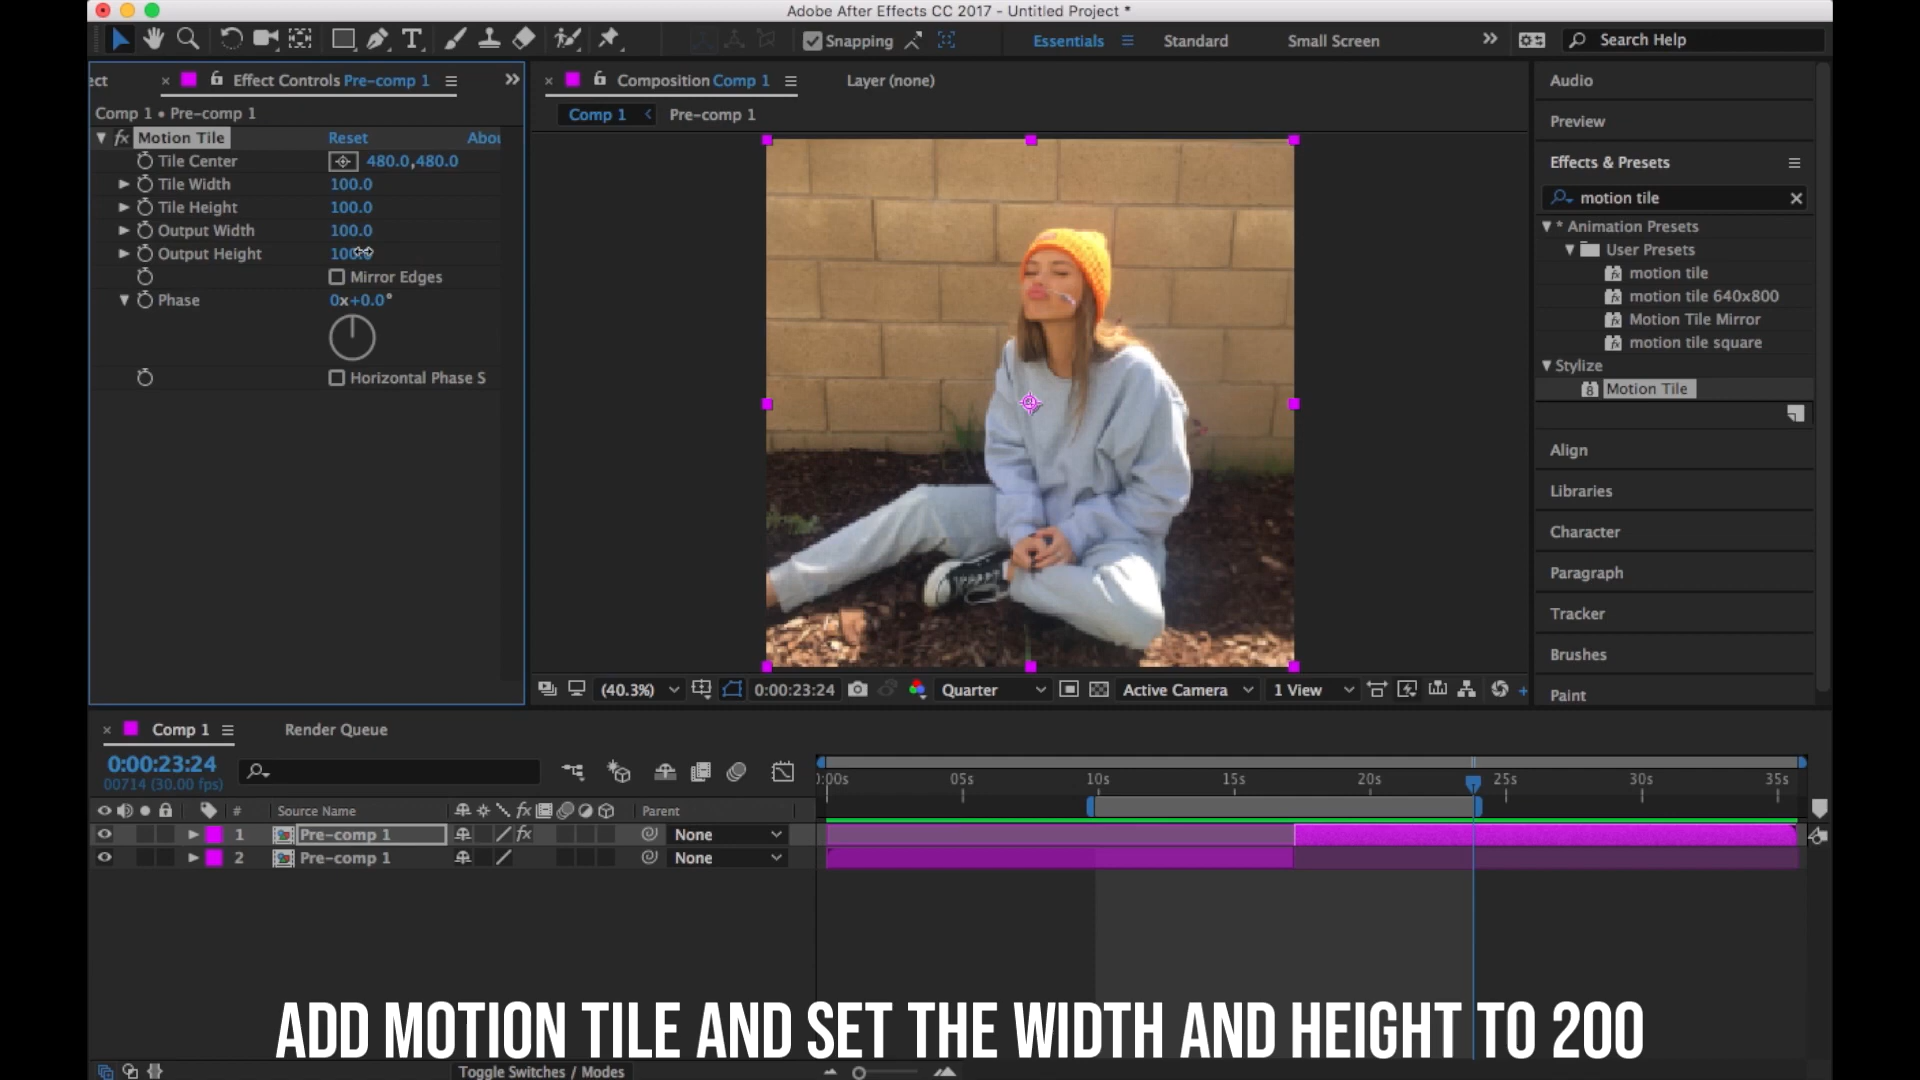 Adobe After Effects CC 2017 - Untitled Project *
Snapping
Essentials
Standard
Small Screen
Search Help
ect
Effect Controls Pre-comp 1
Composition Comp 1
Layer (none)
Comp 1 • Pre-comp 1
Comp 1
Pre-comp 1
fx Motion Tile
Reset
Abou
Tile Center
480.0,480.0
Tile Width
100.0
Tile Height
100.0
Output Width
100.0
Output Height
Mirror Edges
Phase
0x+0.0°
Horizontal Phase S
Audio
Preview
Effects & Presets
motion tile
* Animation Presets
User Presets
motion tile
motion tile 640x800
Motion Tile Mirror
motion tile square
Stylize
Motion Tile
Align
Libraries
Character
Paragraph
Tracker
Brushes
Paint
(40.3%)
0:00:23:24
Quarter
Active Camera
1 View
Comp 1
Render Queue
0:00:23:24
00714 (30.00 fps)
:00s
05s
10s
15s
20s
25s
30s
35s
#
Source Name
fx
Parent
1
Pre-comp 1
fx
None
2
Pre-comp 1
None
ADD MOTION TILE AND SET THE WIDTH AND HEIGHT TO 200
Toggle Switches / Modes